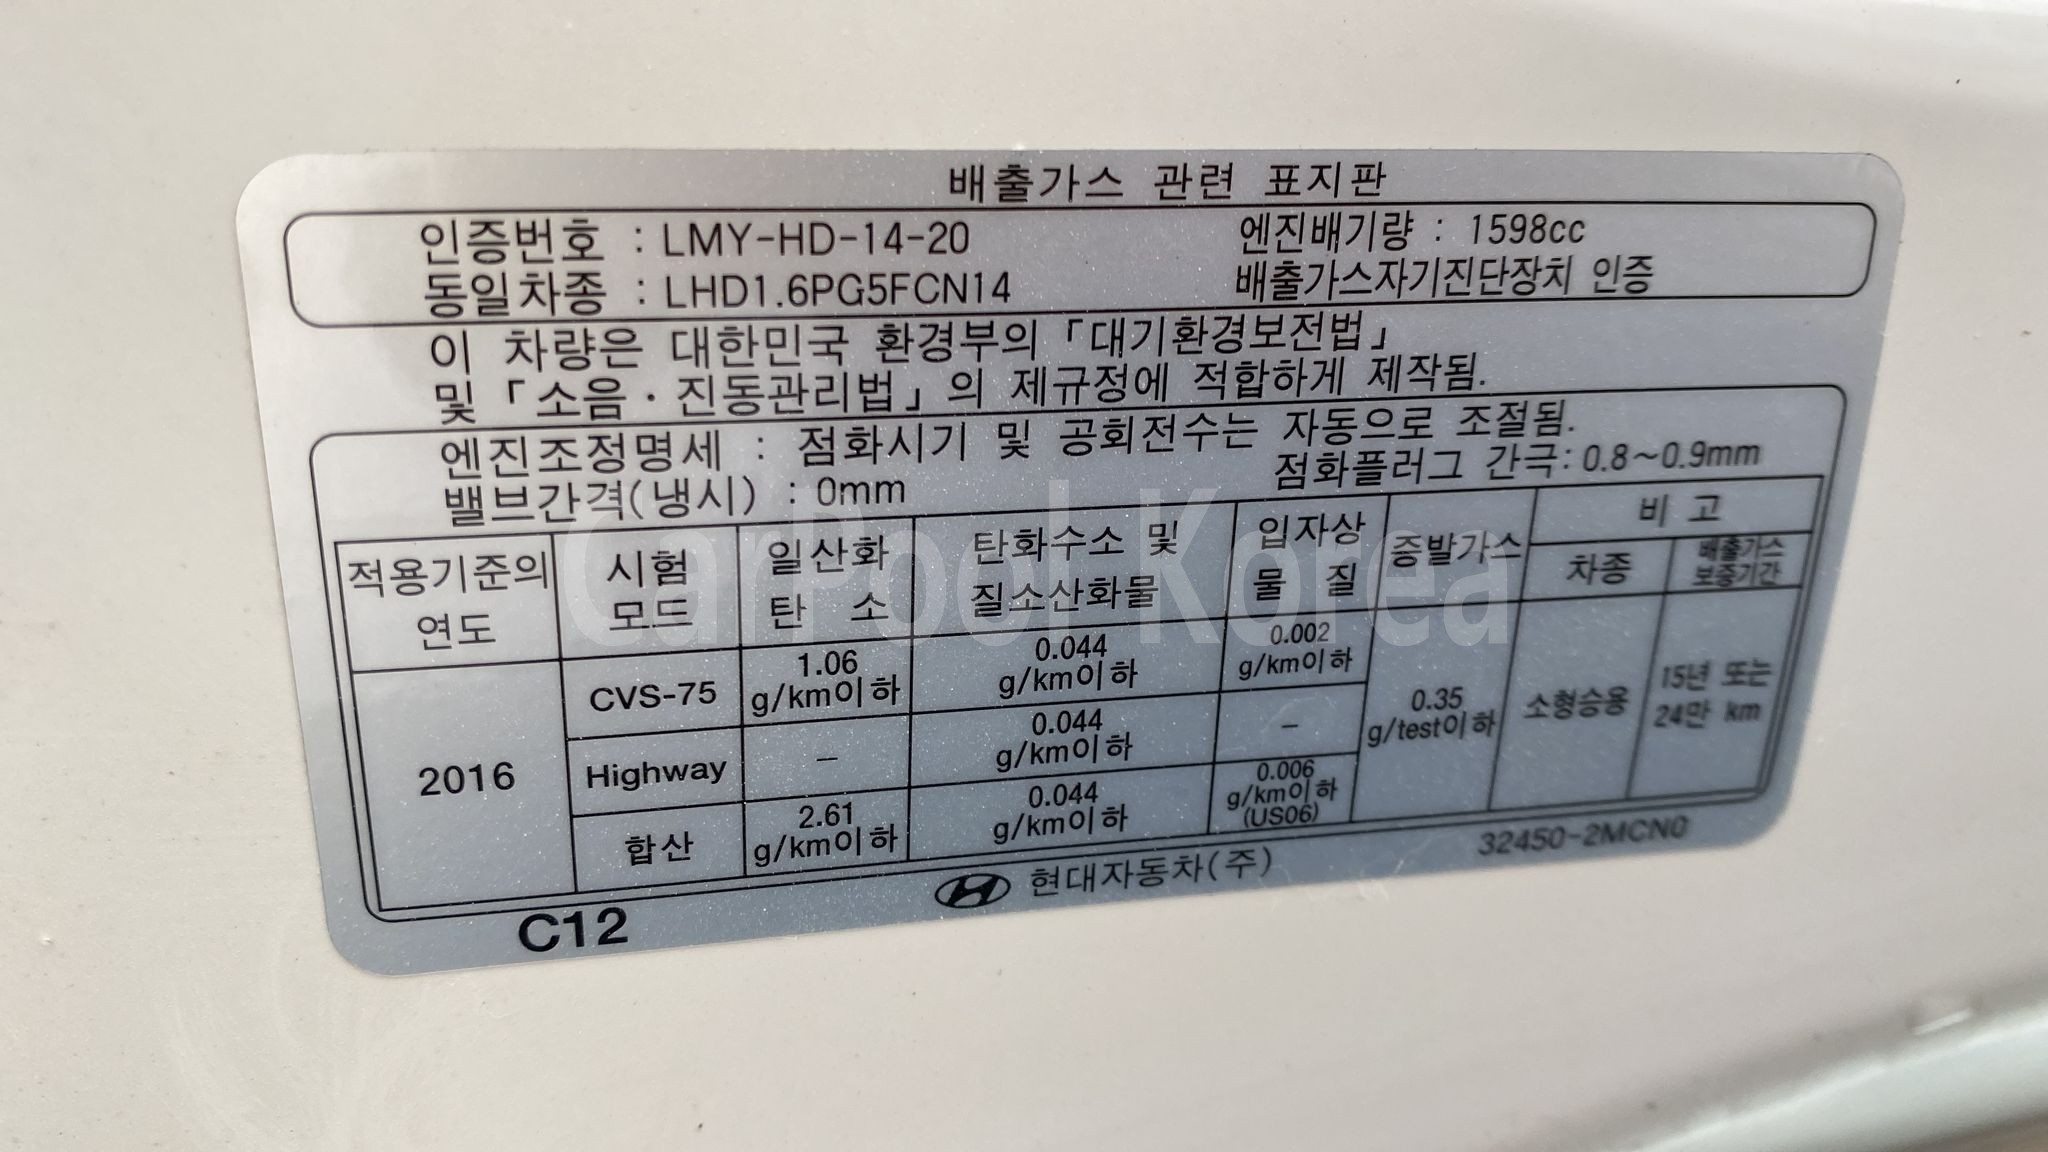 배출가스 관련 표지판
인증번호 : LMY-HD-14-20 엔진배기량 : 1598cc
동일차종 : LHD1.6PG5FCN14 배출가스자기진단장치 인증
이 차량은 대한민국 환경부의 「대기환경보전법」
및 「소음·진동관리법」의 제규정에 적합하게 제작됨.
엔진조정명세 : 점화시기 및 공회전수는 자동으로 조절됨.
밸브간격(냉시) : 0mm 점화플러그 간극: 0.8~0.9mm
적용기준의
연도
시험
모드
일산화
탄 소
탄화수소 및
질소산화물
입자상
물 질
증발가스
비 고
차종
배출가스
보증기간
2016
CVS-75
1.06
g/km이하
0.044
g/km이하
0.002
g/km이하
0.35
g/test이하
소형승용
15년 또는
24만 km
Highway
-
0.044
g/km이하
-
합산
2.61
g/km이하
0.044
g/km이하
0.006
g/km이하
(US06)
현대자동차(주)
32450-2MCN0
C12
CarPool Korea